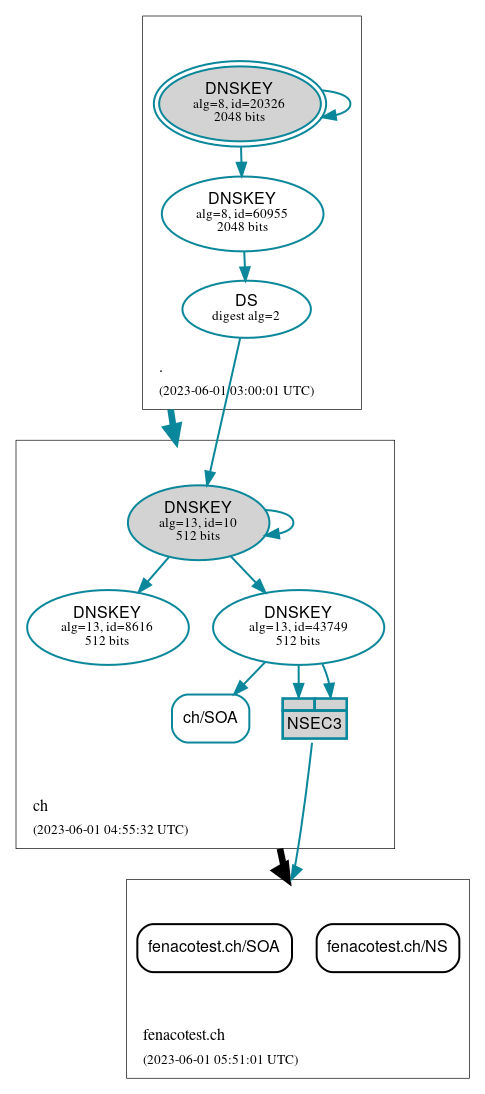 DNSKEY
alg=8, id=20326
2048 bits
DNSKEY
alg=8, id=60955
2048 bits
DS
digest alg=2
.
(2023-06-01 03:00:01 UTC)
DNSKEY
alg=13, id=10
512 bits
DNSKEY
alg=13, id=8616
512 bits
DNSKEY
alg=13, id=43749
512 bits
ch/SOA
NSEC3
ch
(2023-06-01 04:55:32 UTC)
fenacotest.ch/SOA
fenacotest.ch/NS
fenacotest.ch
(2023-06-01 05:51:01 UTC)